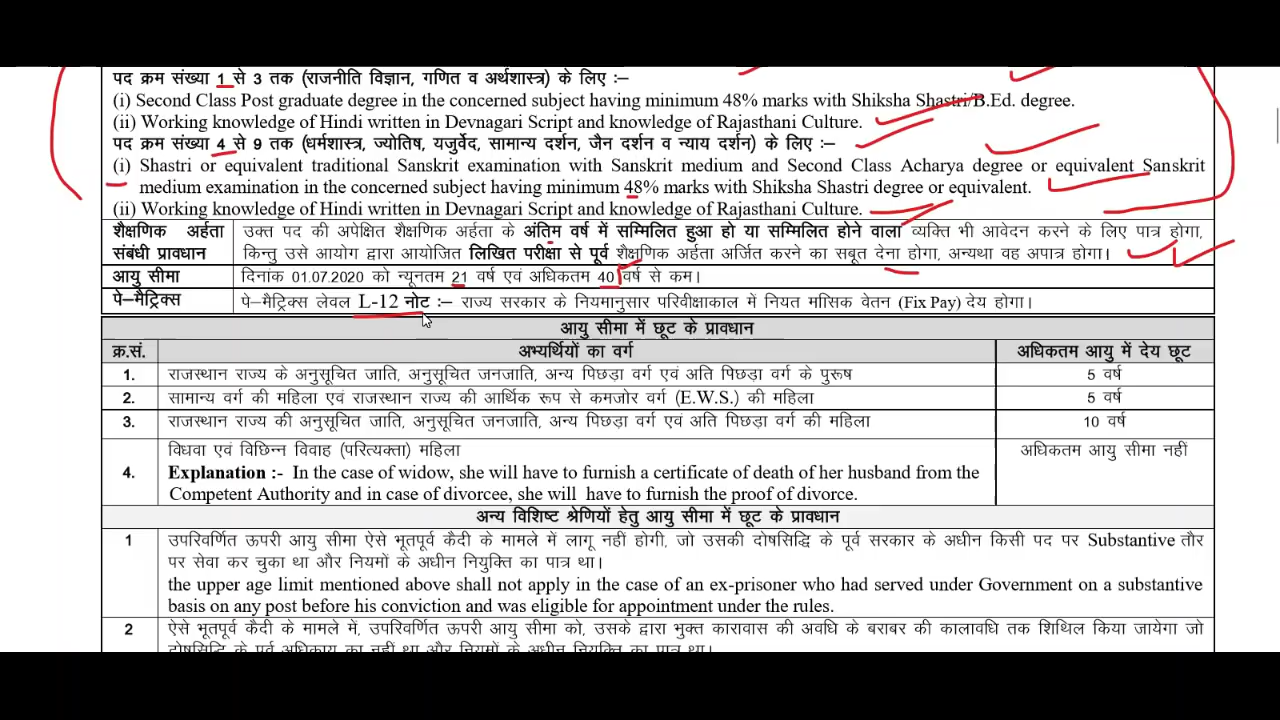 पद क्रम संख्या 1 से 3 तक (राजनीति विज्ञान, गणित व अर्थशास्त्र) के लिए :–
(i) Second Class Post graduate degree in the concerned subject having minimum 48% marks with Shiksha Shastri/B.Ed. degree.
(ii) Working knowledge of Hindi written in Devnagari Script and knowledge of Rajasthani Culture.
पद क्रम संख्या 4 से 9 तक (धर्मशास्त्र, ज्योतिष, यजुर्वेद, सामान्य दर्शन, जैन दर्शन व न्याय दर्शन) के लिए :–
(i) Shastri or equivalent traditional Sanskrit examination with Sanskrit medium and Second Class Acharya degree or equivalent Sanskrit
medium examination in the concerned subject having minimum 48% marks with Shiksha Shastri degree or equivalent.
(ii) Working knowledge of Hindi written in Devnagari Script and knowledge of Rajasthani Culture.
शैक्षणिक अर्हता उक्त पद की अपेक्षित शैक्षणिक अर्हता के अंतिम वर्ष में सम्मिलित हुआ हो या सम्मिलित होने वाला व्यक्ति भी आवेदन करने के लिए पात्र होगा,
संबंधी प्रावधान किन्तु उसे आयोग द्वारा आयोजित लिखित परीक्षा से पूर्व शैक्षणिक अर्हता अर्जित करने का सबूत देना होगा, अन्यथा वह अपात्र होगा।
आयु सीमा दिनांक 01.07.2020 को न्यूनतम 21 वर्ष एवं अधिकतम 40 वर्ष से कम।
पे–मैट्रिक्स पे–मैट्रिक्स लेवल L-12 नोट :– राज्य सरकार के नियमानुसार परिवीक्षाकाल में नियत मासिक वेतन (Fix Pay) देय होगा।
आयु सीमा में छूट के प्रावधान
क्र.सं. अभ्यर्थियों का वर्ग अधिकतम आयु में देय छूट
1. राजस्थान राज्य के अनुसूचित जाति, अनुसूचित जनजाति, अन्य पिछड़ा वर्ग एवं अति पिछड़ा वर्ग के पुरूष 5 वर्ष
2. सामान्य वर्ग की महिला एवं राजस्थान राज्य की आर्थिक रूप से कमजोर वर्ग (E.W.S.) की महिला 5 वर्ष
3. राजस्थान राज्य की अनुसूचित जाति, अनुसूचित जनजाति, अन्य पिछड़ा वर्ग एवं अति पिछड़ा वर्ग की महिला 10 वर्ष
विधवा एवं विछिन्न विवाह (परित्यक्ता) महिला अधिकतम आयु सीमा नहीं
4. Explanation :- In the case of widow, she will have to furnish a certificate of death of her husband from the
Competent Authority and in case of divorcee, she will have to furnish the proof of divorce.
अन्य विशिष्ट श्रेणियों हेतु आयु सीमा में छूट के प्रावधान
1 उपरिवर्णित ऊपरी आयु सीमा ऐसे भूतपूर्व कैदी के मामले में लागू नहीं होगी, जो उसकी दोषसिद्धि के पूर्व सरकार के अधीन किसी पद पर Substantive तौर
पर सेवा कर चुका था और नियमों के अधीन नियुक्ति का पात्र था।
the upper age limit mentioned above shall not apply in the case of an ex-prisoner who had served under Government on a substantive
basis on any post before his conviction and was eligible for appointment under the rules.
2 ऐसे भूतपूर्व कैदी के मामले में, उपरिवर्णित ऊपरी आयु सीमा को, उसके द्वारा भुक्त कारावास की अवधि के बराबर की कालावधि तक शिथिल किया जायेगा जो
दोषसिद्धि के पूर्व अधिकाय का नहीं था और नियमों के अधीन नियुक्ति का पात्र था।